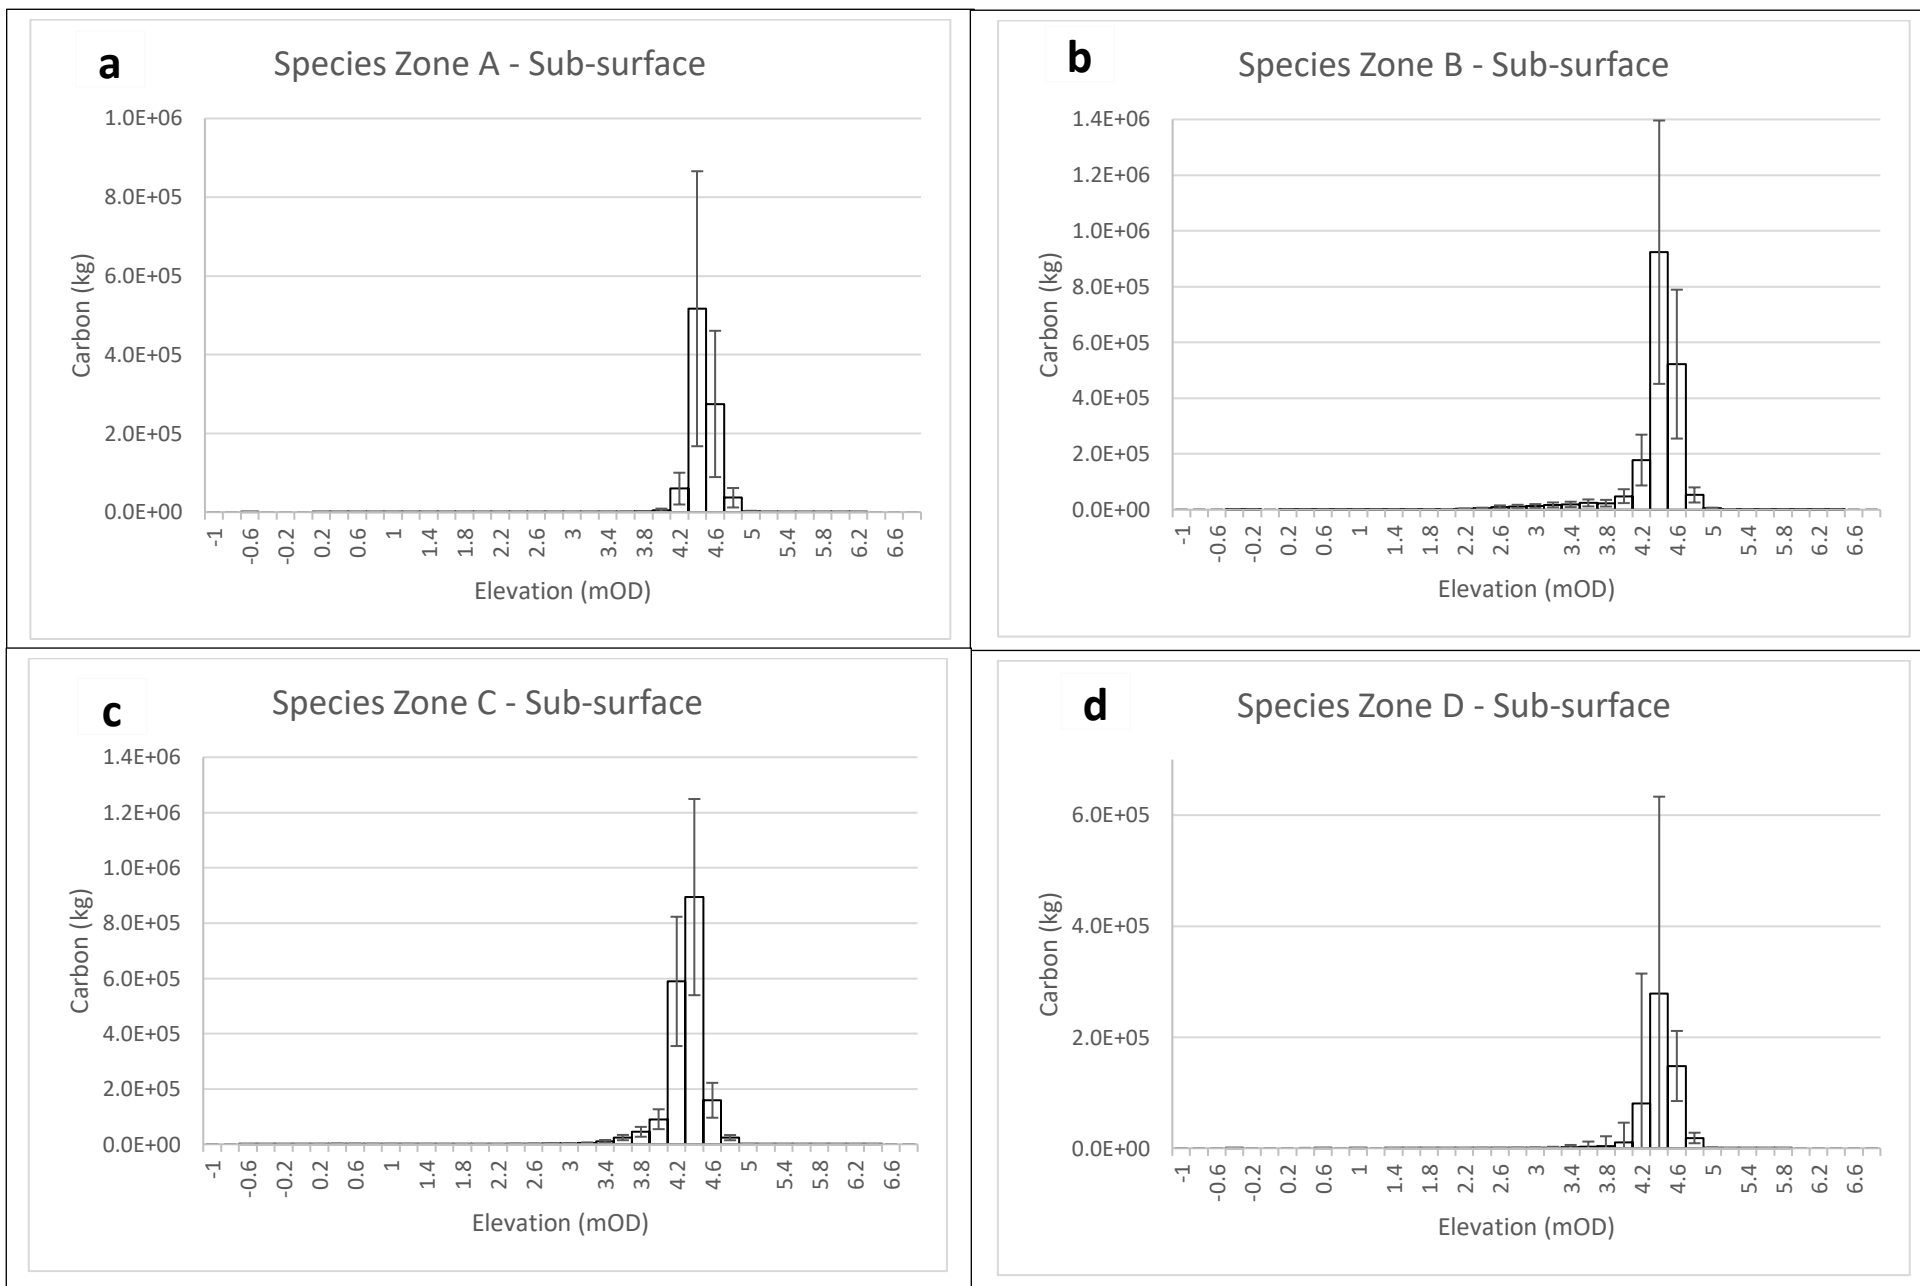 a
Species Zone A - Sub-surface
1.0E+06
8.0E+05
6.0E+05
4.0E+05
2.0E+05
0.0E+00
Carbon (kg)
-1 -0.6 -0.2 0.2 0.6 1 1.4 1.8 2.2 2.6 3 3.4 3.8 4.2 4.6 5 5.4 5.8 6.2 6.6
Elevation (mOD)
b
Species Zone B - Sub-surface
1.4E+06
1.2E+06
1.0E+06
8.0E+05
6.0E+05
4.0E+05
2.0E+05
0.0E+00
Carbon (kg)
-1 -0.6 -0.2 0.2 0.6 1 1.4 1.8 2.2 2.6 3 3.4 3.8 4.2 4.6 5 5.4 5.8 6.2 6.6
Elevation (mOD)
c
Species Zone C - Sub-surface
1.4E+06
1.2E+06
1.0E+06
8.0E+05
6.0E+05
4.0E+05
2.0E+05
0.0E+00
Carbon (kg)
-1 -0.6 -0.2 0.2 0.6 1 1.4 1.8 2.2 2.6 3 3.4 3.8 4.2 4.6 5 5.4 5.8 6.2 6.6
Elevation (mOD)
d
Species Zone D - Sub-surface
6.0E+05
4.0E+05
2.0E+05
0.0E+00
Carbon (kg)
-1 -0.6 -0.2 0.2 0.6 1 1.4 1.8 2.2 2.6 3 3.4 3.8 4.2 4.6 5 5.4 5.8 6.2 6.6
Elevation (mOD)